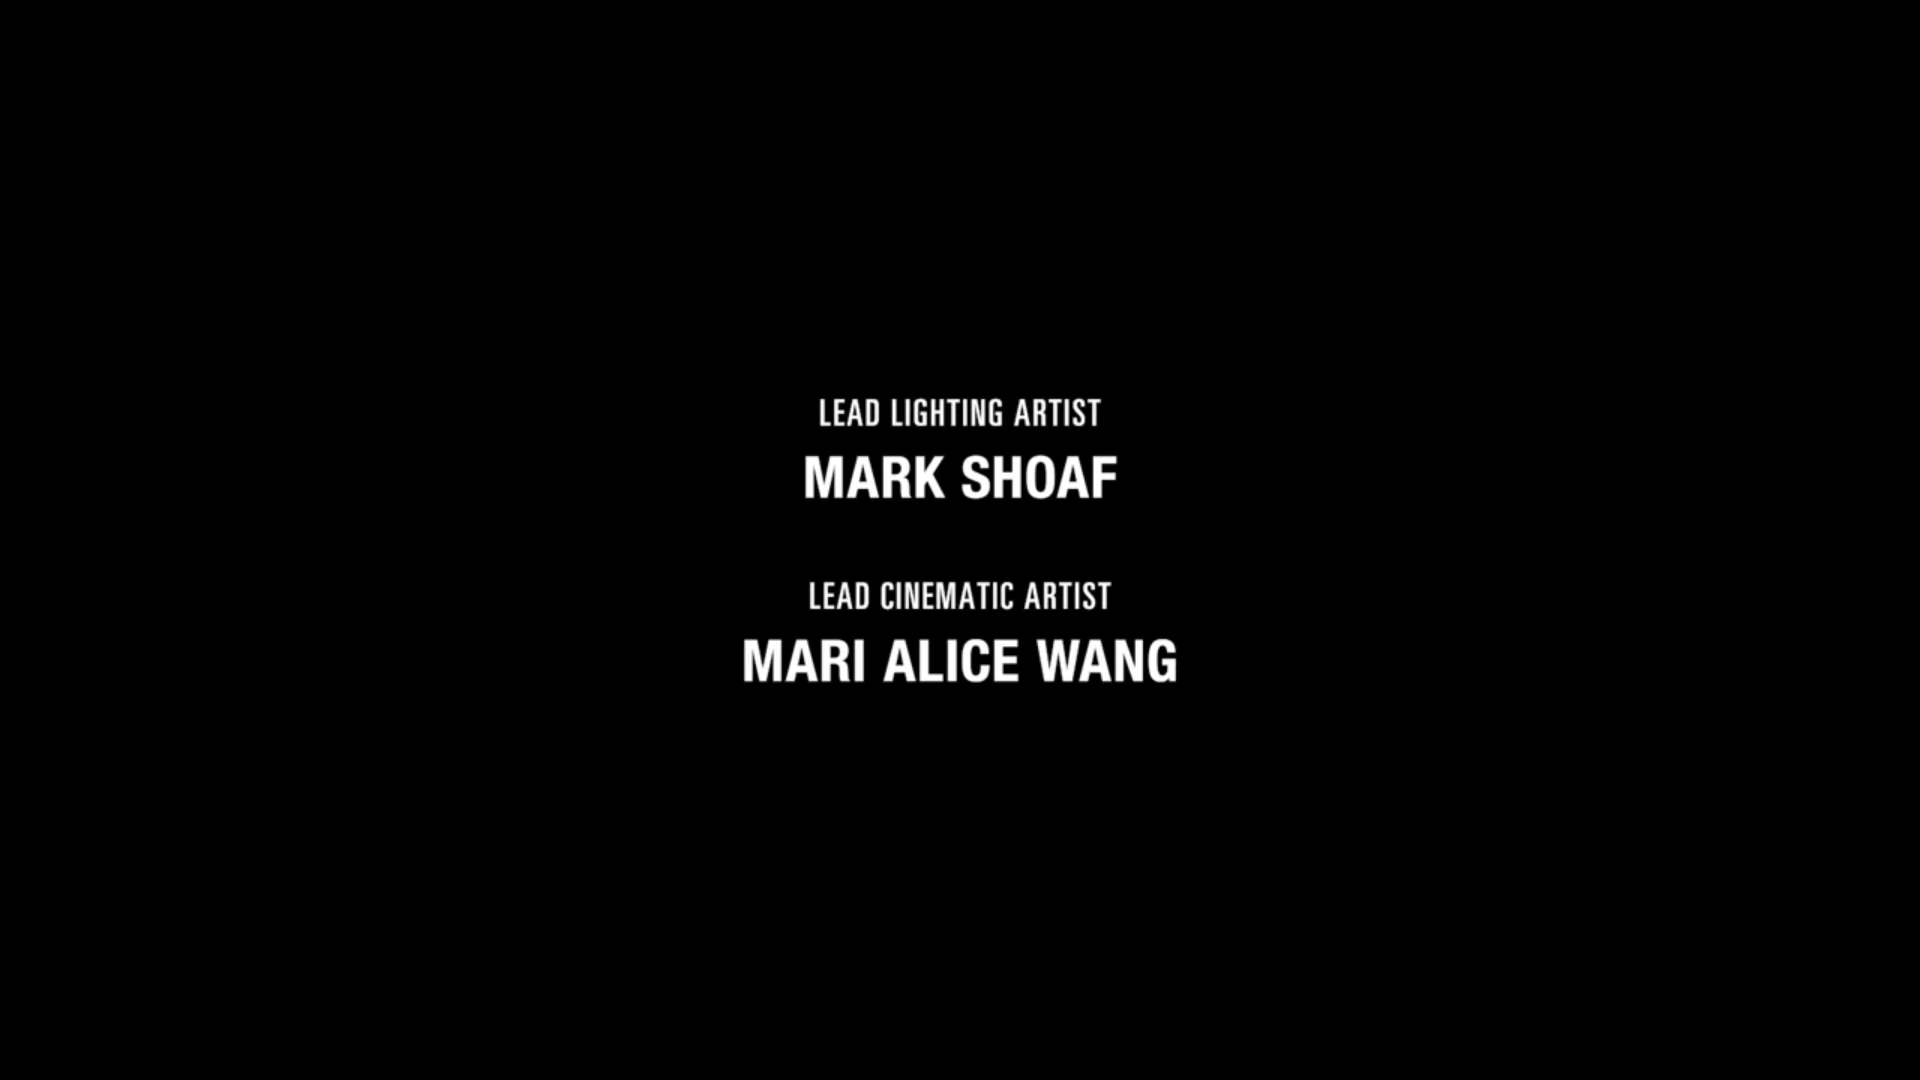 LEAD LIGHTING ARTIST
MARK SHOAF
LEAD CINEMATIC ARTIST
MARI ALICE WANG